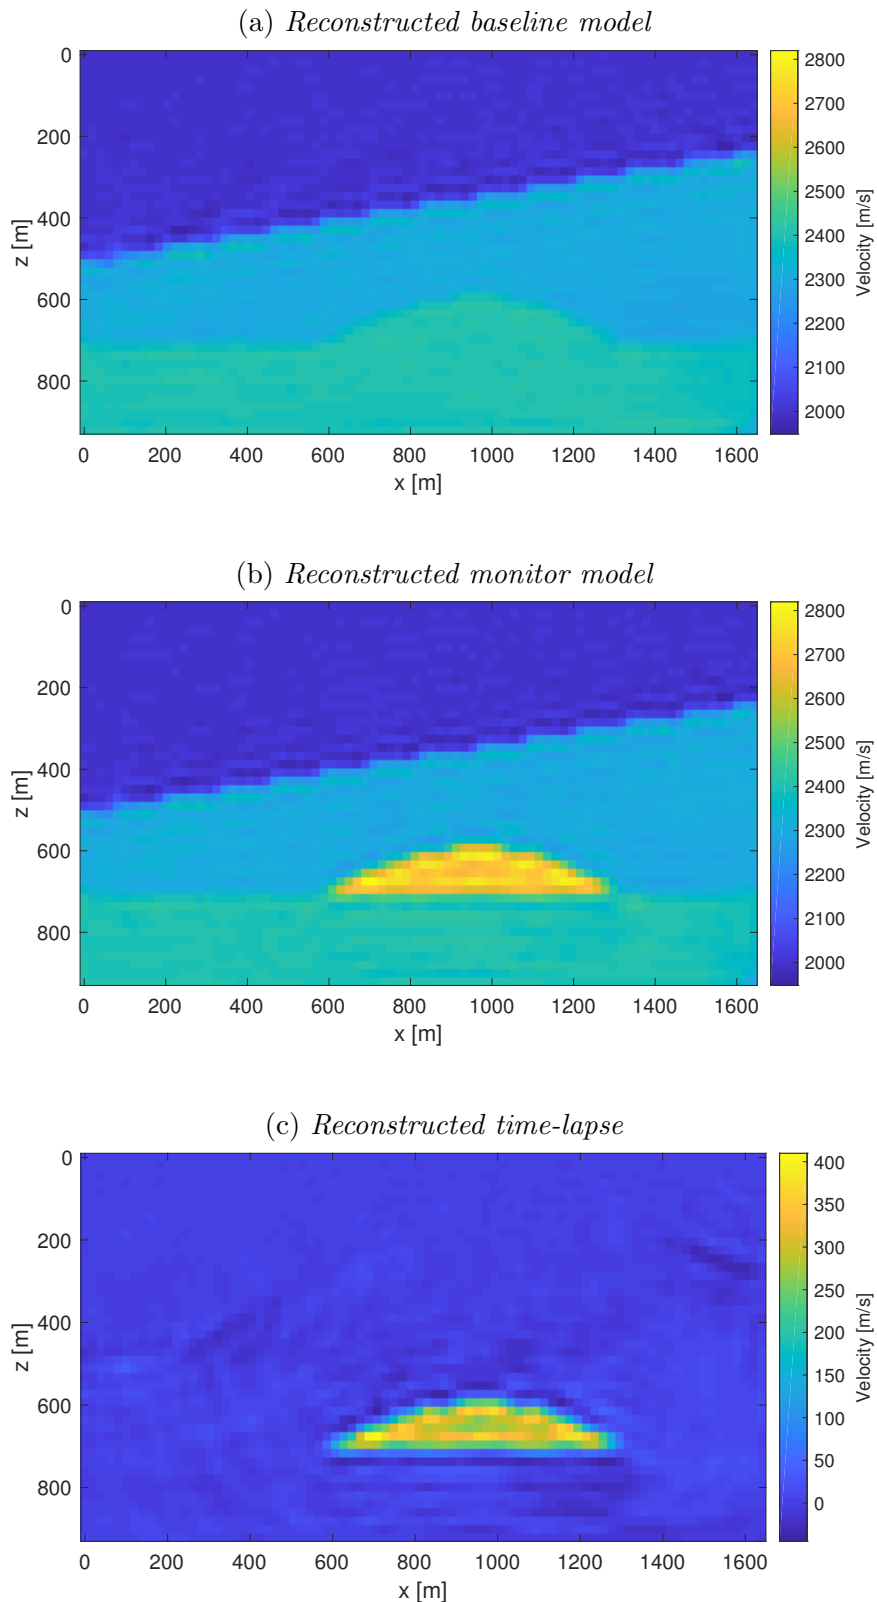 (a) Reconstructed baseline model
0
200
400
600
800
z [m]
0 200 400 600 800 1000 1200 1400 1600
x [m]
2800
2700
2600
2500
2400
2300
2200
2100
2000
Velocity [m/s]
(b) Reconstructed monitor model
0
200
400
600
800
z [m]
0 200 400 600 800 1000 1200 1400 1600
x [m]
2800
2700
2600
2500
2400
2300
2200
2100
2000
Velocity [m/s]
(c) Reconstructed time-lapse
0
200
400
600
800
z [m]
0 200 400 600 800 1000 1200 1400 1600
x [m]
400
350
300
250
200
150
100
50
0
Velocity [m/s]